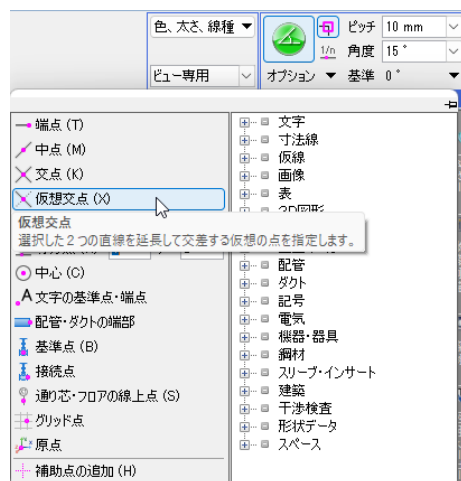 色、太さ、線種 ▼
ピッチ 10 mm
1/n 角度 15 °
ビュー専用
オプション ▼ 基準 0 ° ▼
端点 (T)
中点 (M)
交点 (K)
仮想交点 (X)
仮想交点
選択した2つの直線を延長して交差する仮想の点を指定します。
中心 (C)
A 文字の基準点・端点
配管・ダクトの端部
基準点 (B)
接続点
通り芯・フロアの線上点 (S)
グリッド点
原点
補助点の追加 (H)
文字
寸法線
仮線
画像
表
配管
ダクト
記号
電気
機器・器具
鋼材
スリーブ・インサート
建築
干渉検査
形状データ
スペース